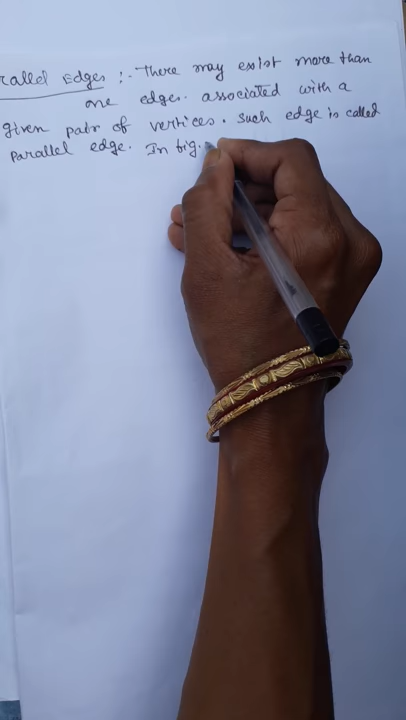 rallel Edges :- There may exist more than
one edges. associated with a
given pair of vertices. such edge is called
parallel edge. In fig.